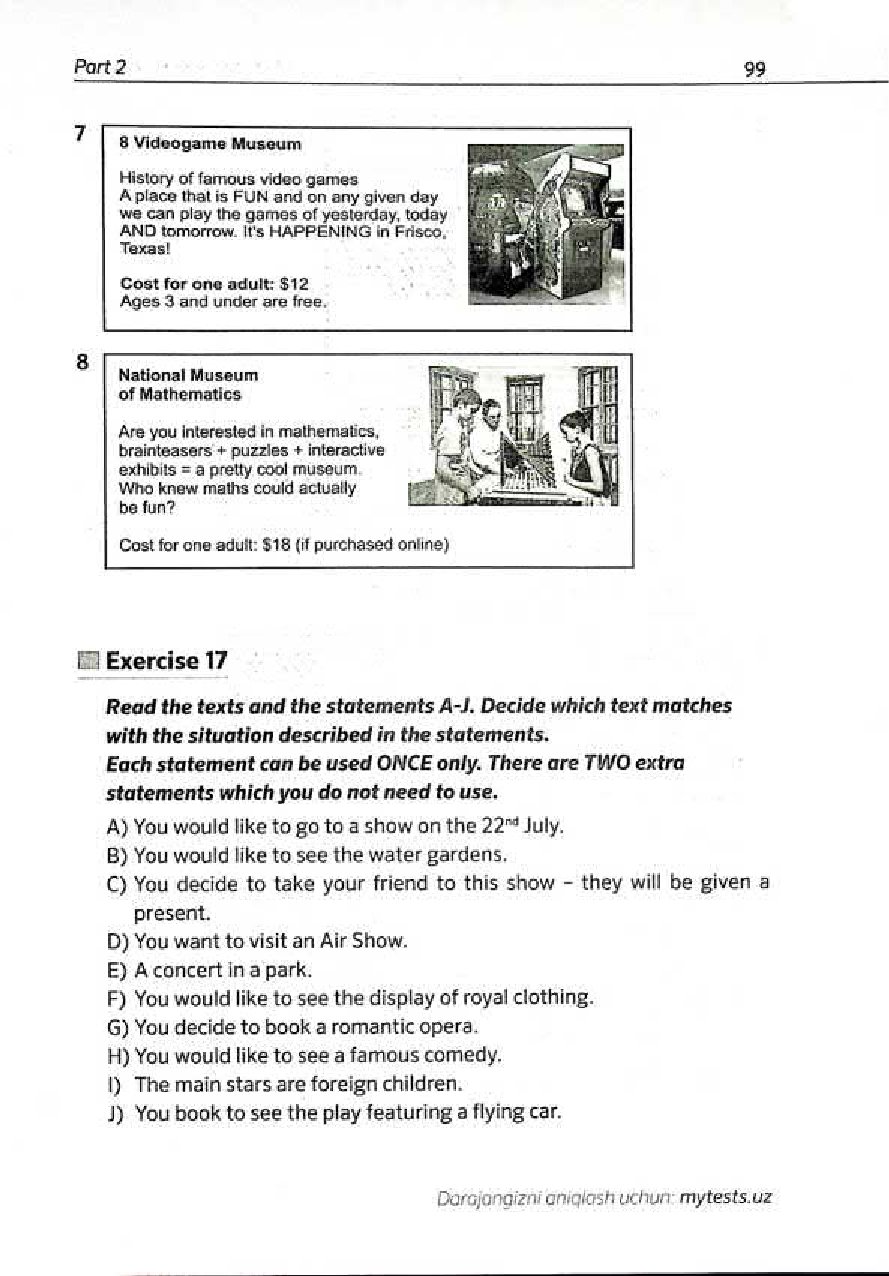 Part 2
99
7
8 Videogame Museum
History of famous video games
A place that is FUN and on any given day
we can play the games of yesterday, today
AND tomorrow. It's HAPPENING in Frisco,
Texas!
Cost for one adult: $12
Ages 3 and under are free.
8
National Museum
of Mathematics
Are you interested in mathematics,
brainteasers + puzzles + interactive
exhibits = a pretty cool museum.
Who knew maths could actually
be fun?
Cost for one adult: $18 (if purchased online)
Exercise 17
Read the texts and the statements A-J. Decide which text matches
with the situation described in the statements.
Each statement can be used ONCE only. There are TWO extra
statements which you do not need to use.
A) You would like to go to a show on the 22nd July.
B) You would like to see the water gardens.
C) You decide to take your friend to this show – they will be given a
present.
D) You want to visit an Air Show.
E) A concert in a park.
F) You would like to see the display of royal clothing.
G) You decide to book a romantic opera.
H) You would like to see a famous comedy.
I) The main stars are foreign children.
J) You book to see the play featuring a flying car.
Darajangizni aniqlash uchun: mytests.uz